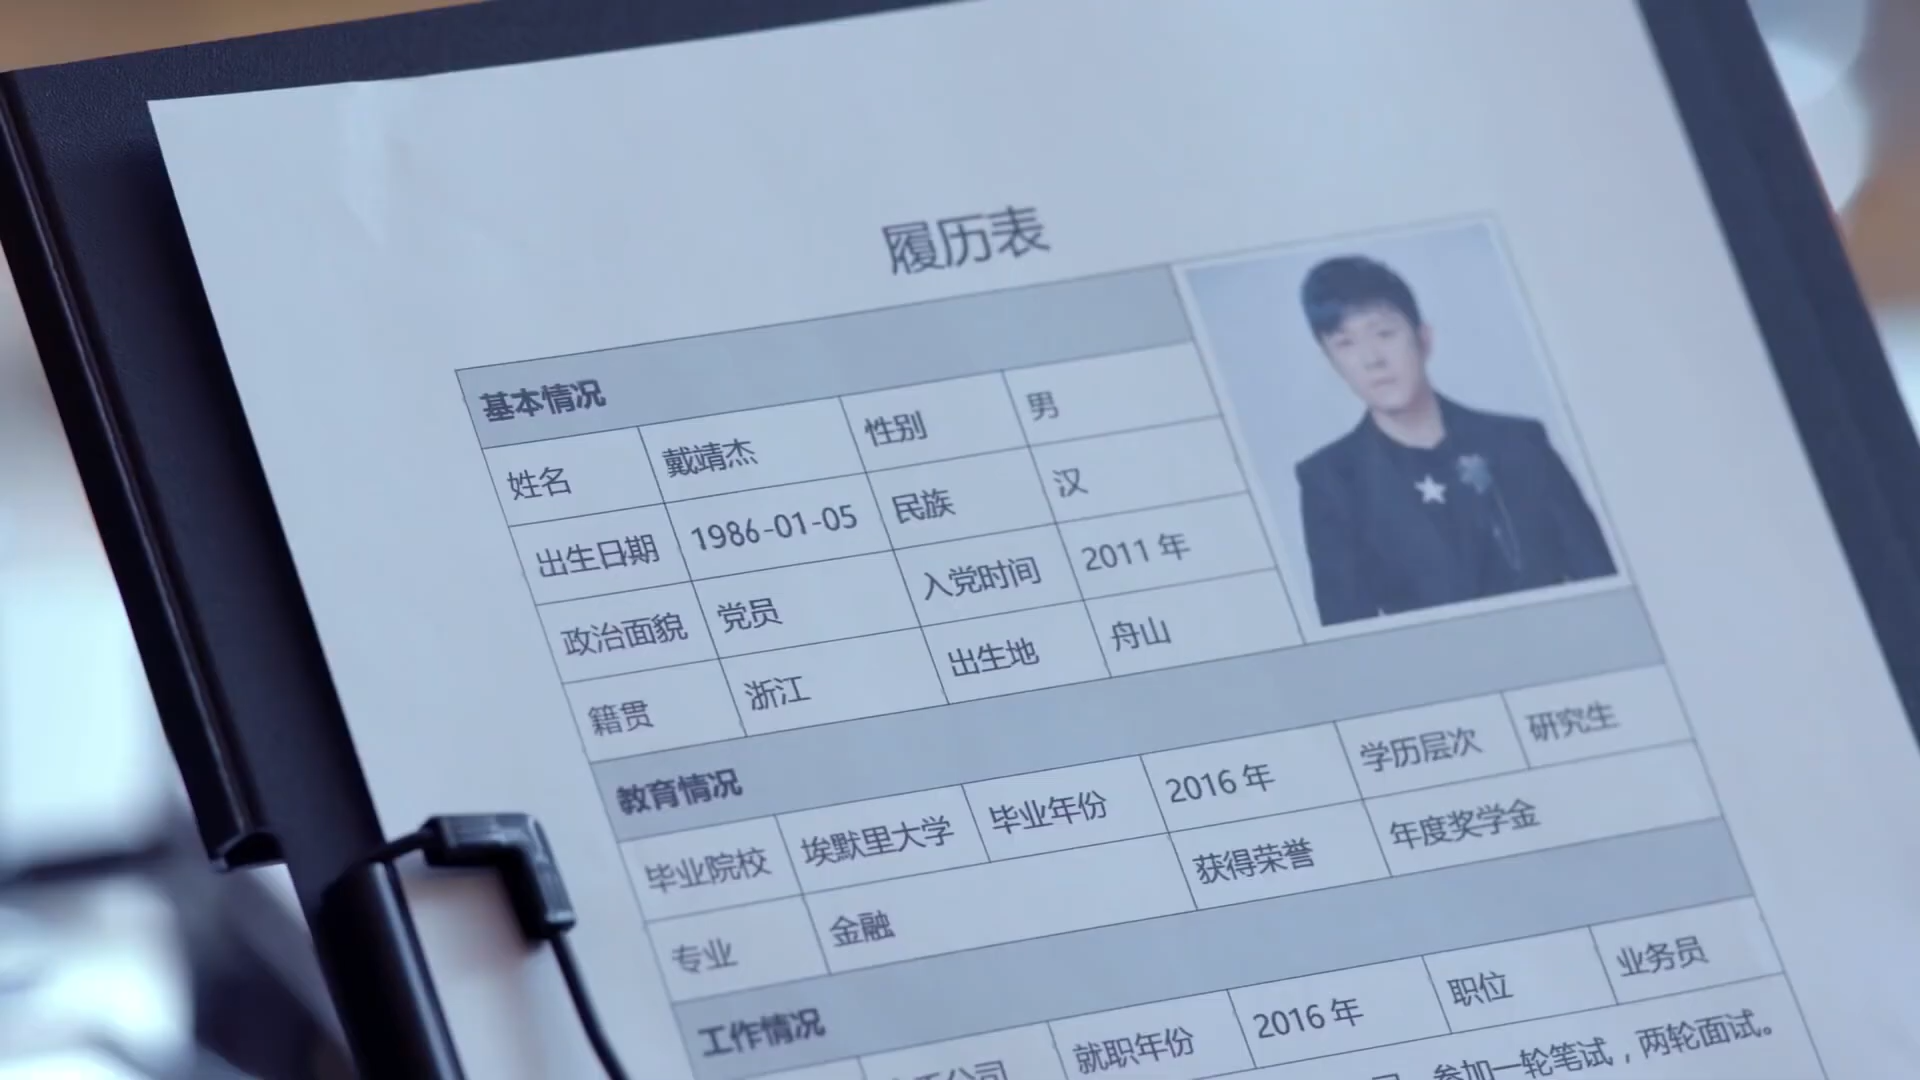 履历表
基本情况
姓名 戴靖杰 性别 男
出生日期 1986-01-05 民族 汉
政治面貌 党员 入党时间 2011 年
籍贯 浙江 出生地 舟山
教育情况
毕业院校 埃默里大学 毕业年份 2016 年 学历层次 研究生
专业 金融 获得荣誉 年度奖学金
工作情况
公司 就职年份 2016 年 职位 业务员
参加一轮笔试，两轮面试。